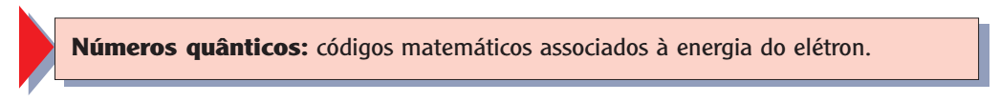 Números quânticos: códigos matemáticos associados à energia do elétron.